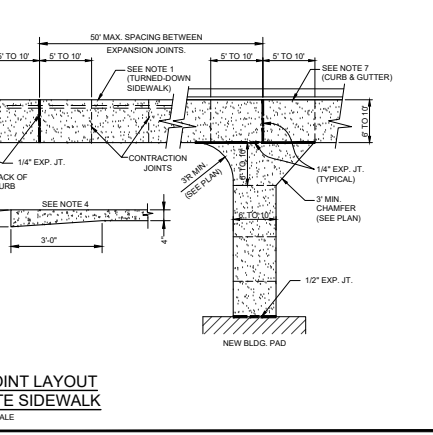 50' MAX. SPACING BETWEEN
EXPANSION JOINTS.
5' TO 10' 5' TO 10' 5' TO 10' 5' TO 10'
SEE NOTE 1
(TURNED-DOWN
SIDEWALK)
SEE NOTE 7
(CURB & GUTTER)
6' TO 10'
1/4" EXP. JT.
ACK OF
URB
CONTRACTION
JOINTS
3'R MIN.
(SEE PLAN)
1/4" EXP. JT.
(TYPICAL)
3' MIN.
CHAMFER
(SEE PLAN)
SEE NOTE 4
3'-0"
4"
6' TO 10'
1/2" EXP. JT.
NEW BLDG. PAD
OINT LAYOUT
TE SIDEWALK
ALE